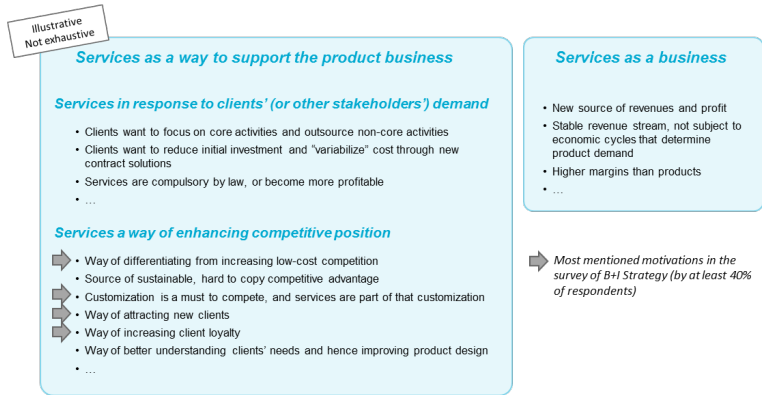 Illustrative
Not exhaustive
Services as a way to support the product business
Services in response to clients' (or other stakeholders') demand
• Clients want to focus on core activities and outsource non-core activities
• Clients want to reduce initial investment and "variabilize" cost through new
contract solutions
• Services are compulsory by law, or become more profitable
• …
Services a way of enhancing competitive position
• Way of differentiating from increasing low-cost competition
• Source of sustainable, hard to copy competitive advantage
• Customization is a must to compete, and services are part of that customization
• Way of attracting new clients
• Way of increasing client loyalty
• Way of better understanding clients' needs and hence improving product design
• …
Services as a business
• New source of revenues and profit
• Stable revenue stream, not subject to
economic cycles that determine
product demand
• Higher margins than products
• …
Most mentioned motivations in the
survey of B+I Strategy (by at least 40%
of respondents)